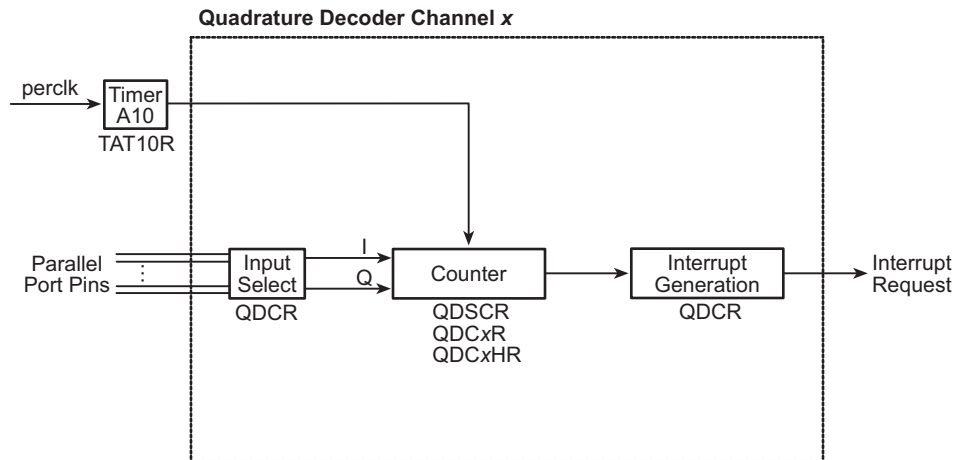 Quadrature Decoder Channel x
perclk
Timer
A10
TAT10R
Parallel
Port Pins
Input
Select
QDCR
I
Q
Counter
QDSCR
QDCxR
QDCxHR
Interrupt
Generation
QDCR
Interrupt
Request